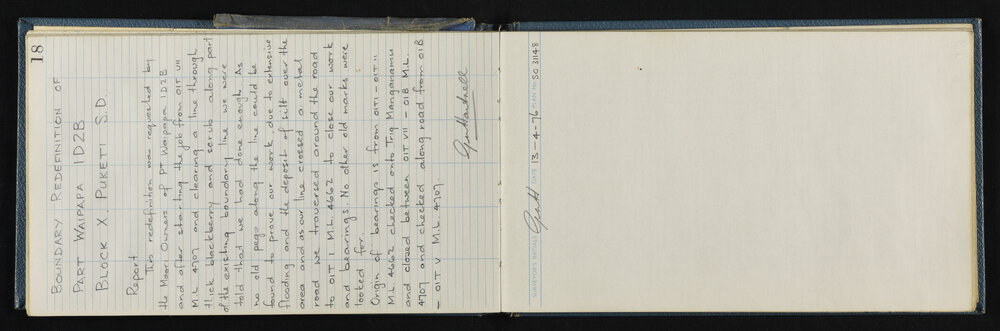 18
BOUNDARY REDEFINITION OF
PART WAIPAPA 1D2B
BLOCK X. PUKETI S.D.
Report
This redefinition was requested by
the Maori Owners of PT Waipapa 1D2B
and after starting the job from OIT VII
M.L 4707 and clearing a line through
thick blackberry and scrub along part
of the existing boundary line we were
told that we had done enough. As
no old pegs along the line could be
found to prove our work due to extensive
flooding and the deposit of silt over the
area and as our line crossed a metal
road we traversed around the road
to OIT I M.L. 4662 to close our work
and bearings. No other old marks were
looked for.
Origin of bearings is from OIT I - OIT II
M.L. 4662 checked onto Trig Manganamu
and closed between OIT VII - OIB M.L.
4707 and checked along road from OIB
- OIT V M.L. 4707.
SURVEYOR'S INITIALS DATE 13-4-76 PLAN No. SO 31148